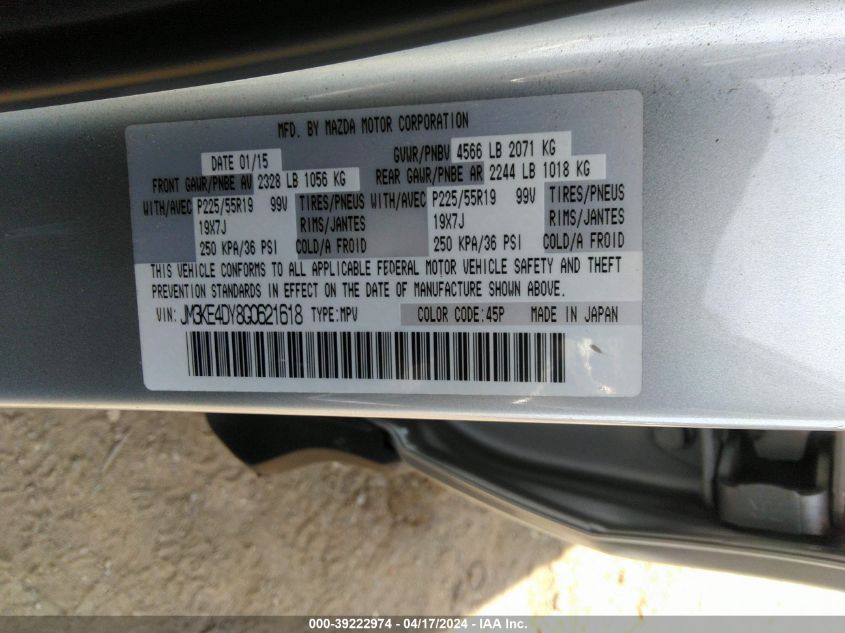 MFD. BY MAZDA MOTOR CORPORATION
DATE 01/15 GVWR/PNBV 4566 LB 2071 KG
FRONT GAWR/PNBE AV 2328 LB 1056 KG REAR GAWR/PNBE AR 2244 LB 1018 KG
WITH/AVEC P225/55R19 99V TIRES/PNEUS WITH/AVEC P225/55R19 99V TIRES/PNEUS
19X7J RIMS/JANTES 19X7J RIMS/JANTES
250 KPA/36 PSI COLD/A FROID 250 KPA/36 PSI COLD/A FROID
THIS VEHICLE CONFORMS TO ALL APPLICABLE FEDERAL MOTOR VEHICLE SAFETY AND THEFT
PREVENTION STANDARDS IN EFFECT ON THE DATE OF MANUFACTURE SHOWN ABOVE.
VIN: JM3KE4DY8G0621618 TYPE:MPV COLOR CODE:45P MADE IN JAPAN
000-39222974 - 04/17/2024 - IAA Inc.